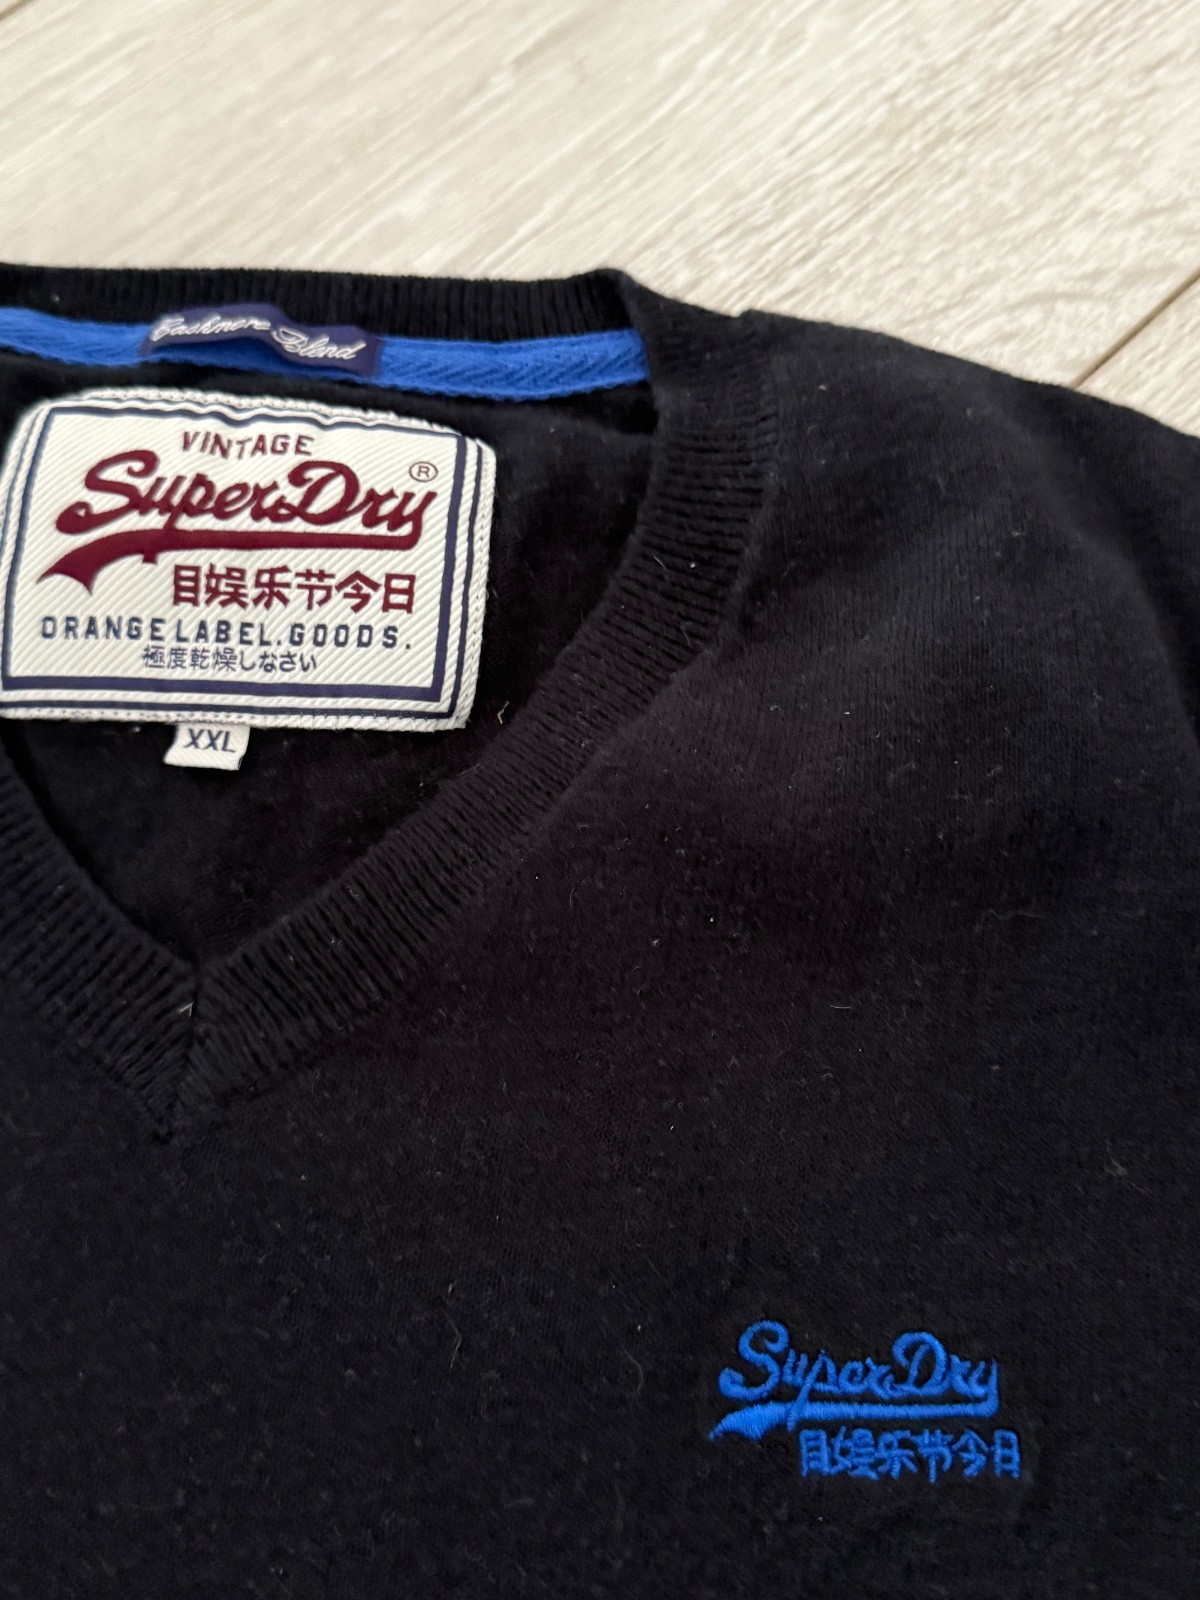 Cashmere Blend
VINTAGE
SuperDry®
目娱乐节今日
ORANGE LABEL.GOODS.
極度乾燥しなさい
XXL
SuperDry
目娱乐节今日